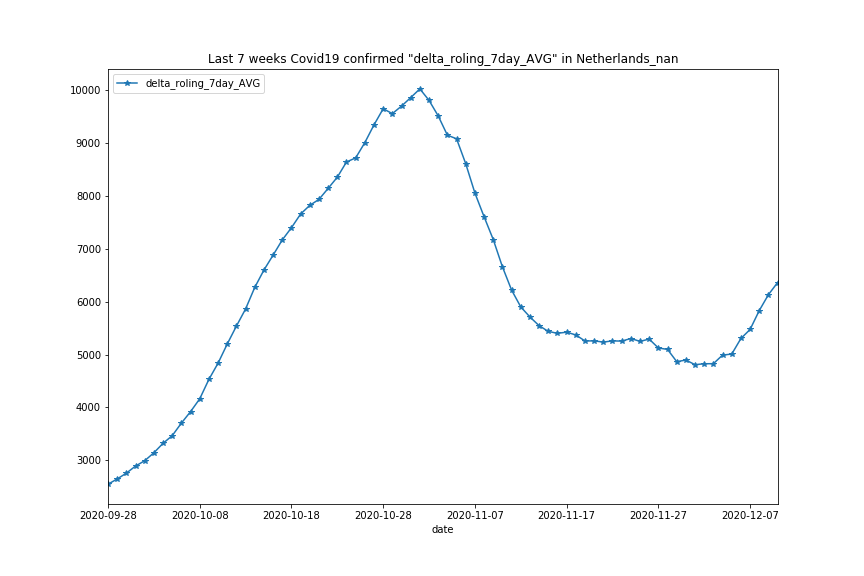 Last 7 weeks Covid19 confirmed "delta_roling_7day_AVG" in Netherlands_nan
delta_roling_7day_AVG
10000
9000
8000
7000
6000
5000
4000
3000
2020-09-28 2020-10-08 2020-10-18 2020-10-28 2020-11-07 2020-11-17 2020-11-27 2020-12-07
date